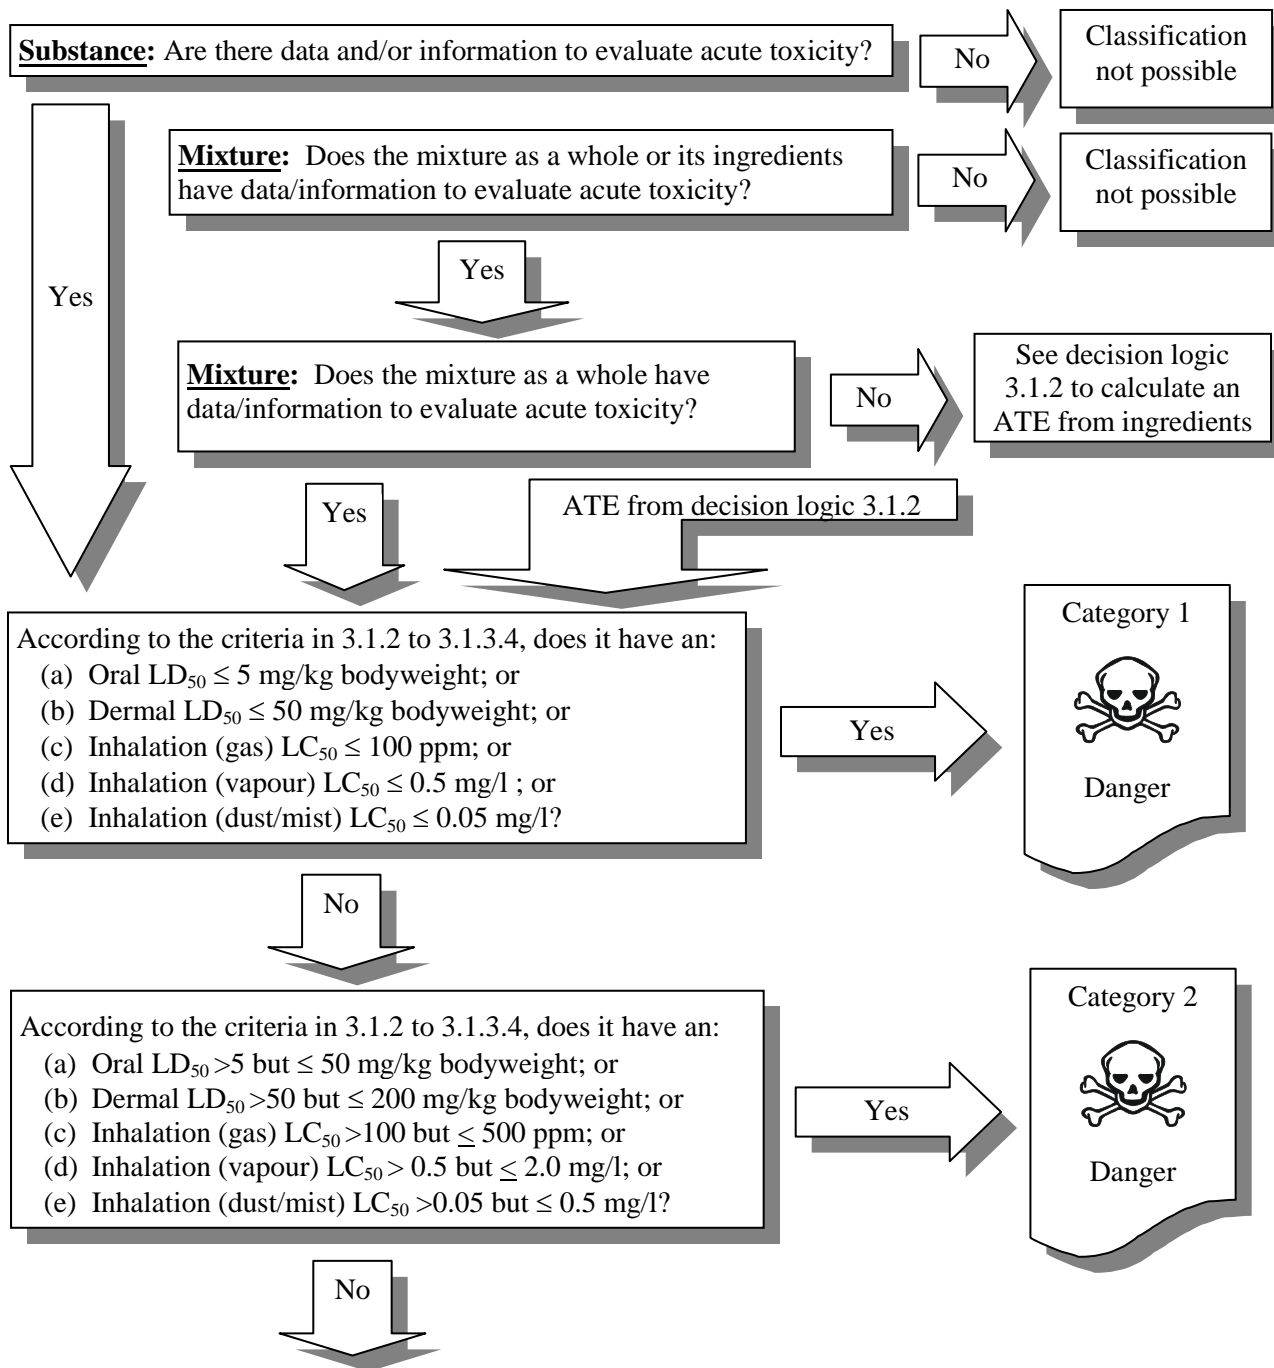 Substance: Are there data and/or information to evaluate acute toxicity?
No
Classification
not possible
Mixture: Does the mixture as a whole or its ingredients
have data/information to evaluate acute toxicity?
No
Classification
not possible
Yes
Yes
Mixture: Does the mixture as a whole have
data/information to evaluate acute toxicity?
No
See decision logic
3.1.2 to calculate an
ATE from ingredients
Yes
ATE from decision logic 3.1.2
According to the criteria in 3.1.2 to 3.1.3.4, does it have an:
(a) Oral LD50 ≤ 5 mg/kg bodyweight; or
(b) Dermal LD50 ≤ 50 mg/kg bodyweight; or
(c) Inhalation (gas) LC50 ≤ 100 ppm; or
(d) Inhalation (vapour) LC50 ≤ 0.5 mg/l ; or
(e) Inhalation (dust/mist) LC50 ≤ 0.05 mg/l?
Yes
Category 1
Danger
No
According to the criteria in 3.1.2 to 3.1.3.4, does it have an:
(a) Oral LD50 >5 but ≤ 50 mg/kg bodyweight; or
(b) Dermal LD50 >50 but ≤ 200 mg/kg bodyweight; or
(c) Inhalation (gas) LC50 >100 but ≤ 500 ppm; or
(d) Inhalation (vapour) LC50 > 0.5 but ≤ 2.0 mg/l; or
(e) Inhalation (dust/mist) LC50 >0.05 but ≤ 0.5 mg/l?
Yes
Category 2
Danger
No